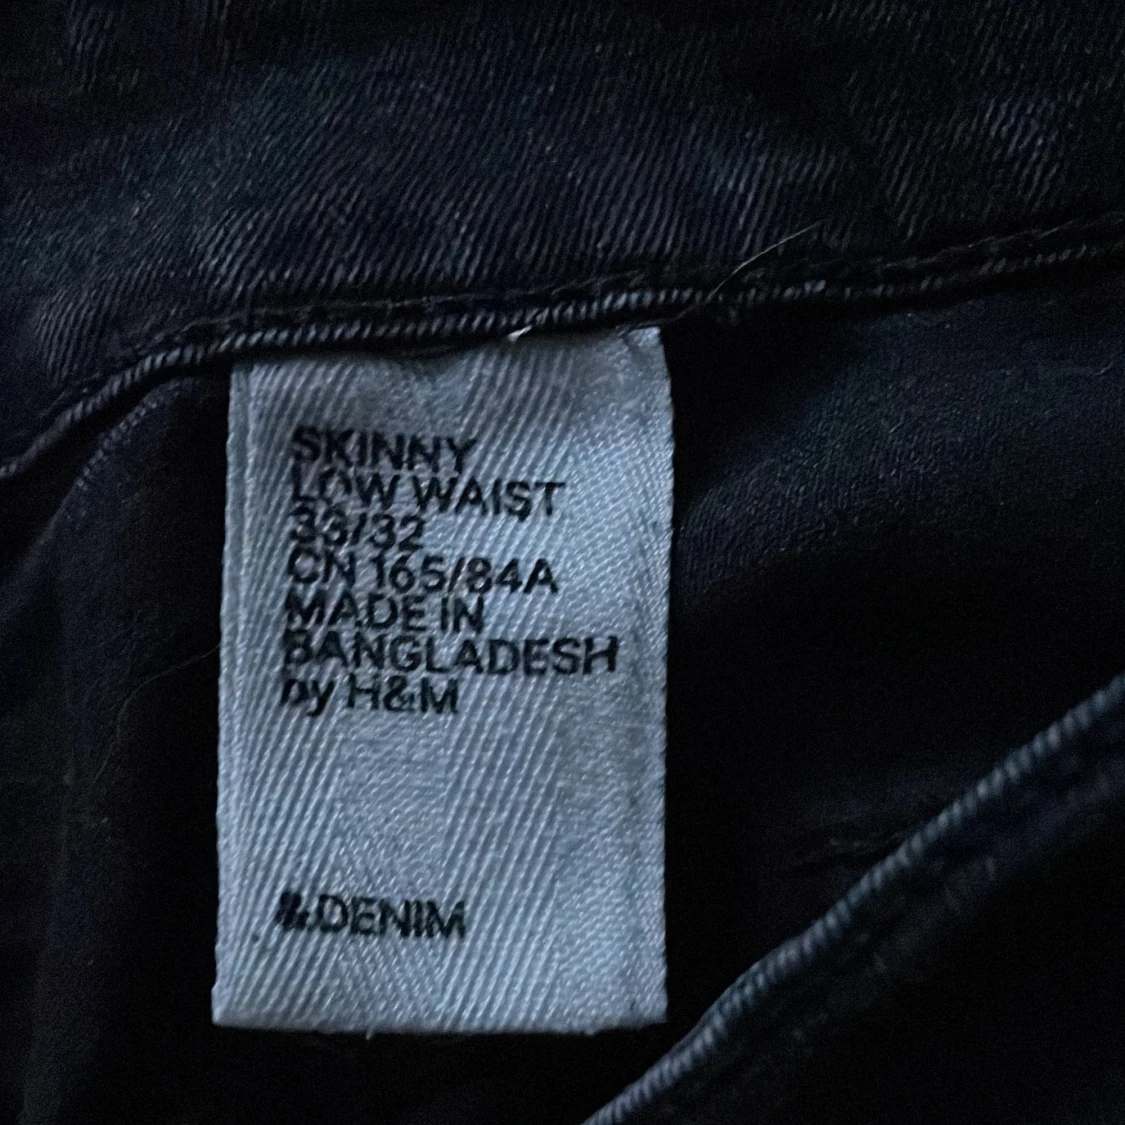 SKINNY
LOW WAIST
33/32
CN 165/84A
MADE IN
BANGLADESH
by H&M
&DENIM